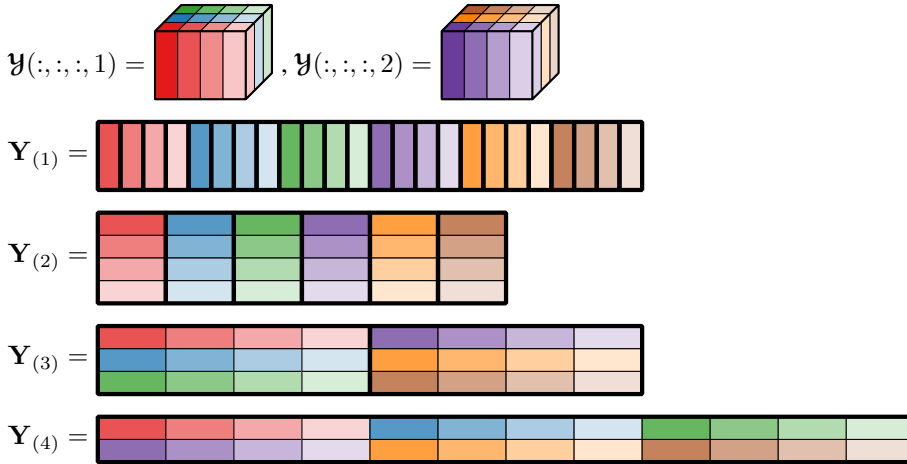 𝓨(:, :, :, 1) = , 𝓨(:, :, :, 2) =
Y(1) =
Y(2) =
Y(3) =
Y(4) =